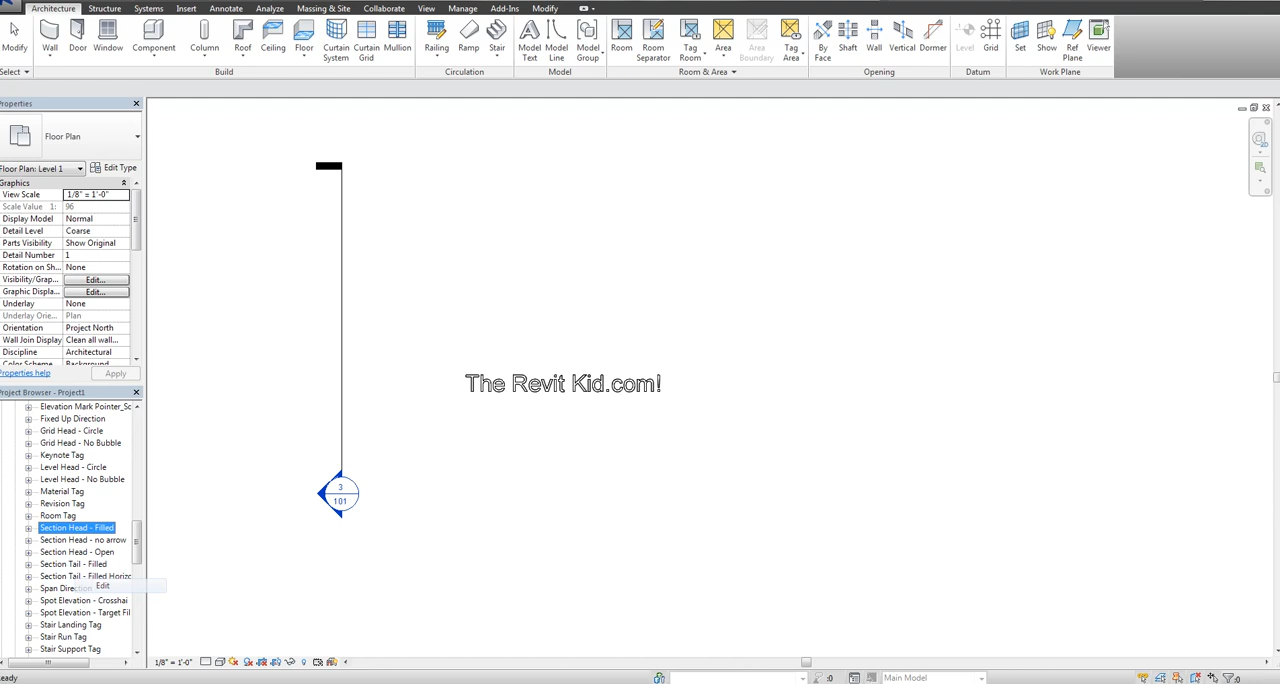 Architecture Structure Systems Insert Annotate Analyze Massing & Site Collaborate View Manage Add-Ins Modify
Modify Wall Door Window Component Column Roof Ceiling Floor Curtain System Curtain Grid Mullion Railing Ramp Stair Model Text Model Line Model Group Room Room Separator Tag Room Area Area Boundary Tag Area By Face Shaft Wall Vertical Dormer Level Grid Set Show Ref Plane Viewer
Select Build Circulation Model Room & Area Opening Datum Work Plane
Properties
Floor Plan
Floor Plan: Level 1 Edit Type
Graphics
View Scale 1/8" = 1'-0"
Scale Value 1: 96
Display Model Normal
Detail Level Coarse
Parts Visibility Show Original
Detail Number 1
Rotation on Sh... None
Visibility/Grap... Edit...
Graphic Displa... Edit...
Underlay None
Underlay Orie... Plan
Orientation Project North
Wall Join Display Clean all wall...
Discipline Architectural
Color Scheme Background
Properties help Apply
Project Browser - Project1
Elevation Mark Pointer_Sc
Fixed Up Direction
Grid Head - Circle
Grid Head - No Bubble
Keynote Tag
Level Head - Circle
Level Head - No Bubble
Material Tag
Revision Tag
Room Tag
Section Head - Filled
Section Head - no arrow
Section Head - Open
Section Tail - Filled
Section Tail - Filled Horizo
Span Direction Edit
Spot Elevation - Crosshai
Spot Elevation - Target Fil
Stair Landing Tag
Stair Run Tag
Stair Support Tag
The Revit Kid.com!
3
101
1/8" = 1'-0"
eady :0 Main Model :0